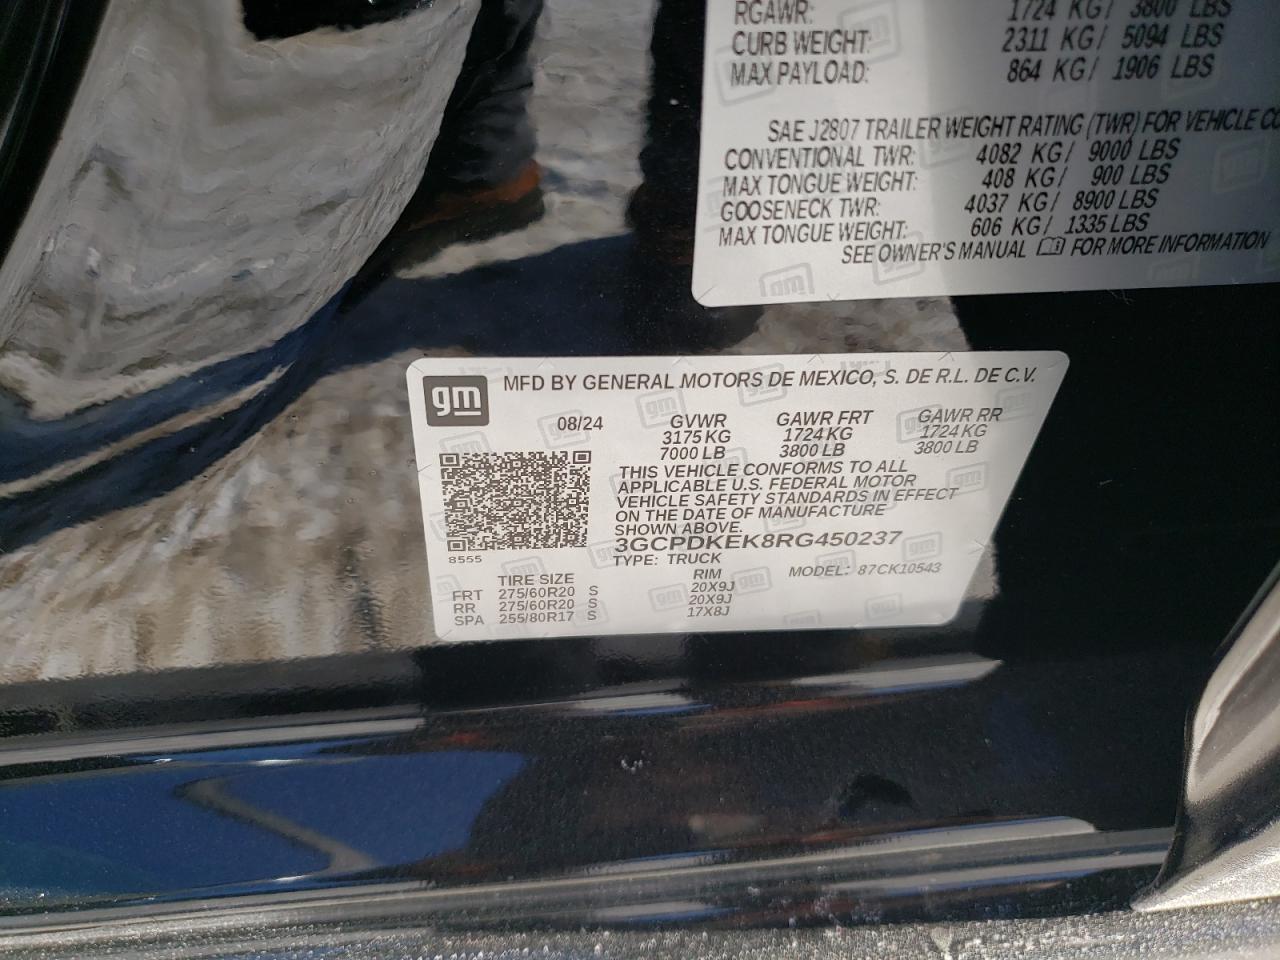 RGAWR: 1724 KG/ 3800 LBS
CURB WEIGHT: 2311 KG/ 5094 LBS
MAX PAYLOAD: 864 KG/ 1906 LBS
SAE J2807 TRAILER WEIGHT RATING (TWR) FOR VEHICLE
CONVENTIONAL TWR: 4082 KG/ 9000 LBS
MAX TONGUE WEIGHT: 408 KG/ 900 LBS
GOOSENECK TWR: 4037 KG/ 8900 LBS
MAX TONGUE WEIGHT: 606 KG/ 1335 LBS
SEE OWNER'S MANUAL FOR MORE INFORMATION
gm
gm MFD BY GENERAL MOTORS DE MEXICO, S. DE R.L. DE C.V.
08/24 GVWR GAWR FRT GAWR RR
3175 KG 1724 KG 1724 KG
7000 LB 3800 LB 3800 LB
THIS VEHICLE CONFORMS TO ALL
APPLICABLE U.S. FEDERAL MOTOR
VEHICLE SAFETY STANDARDS IN EFFECT
ON THE DATE OF MANUFACTURE
SHOWN ABOVE.
3GCPDKEK8RG450237
8555 TYPE: TRUCK MODEL: 87CK10543
TIRE SIZE RIM
FRT 275/60R20 S 20X9J
RR 275/60R20 S 20X9J
SPA 255/80R17 S 17X8J